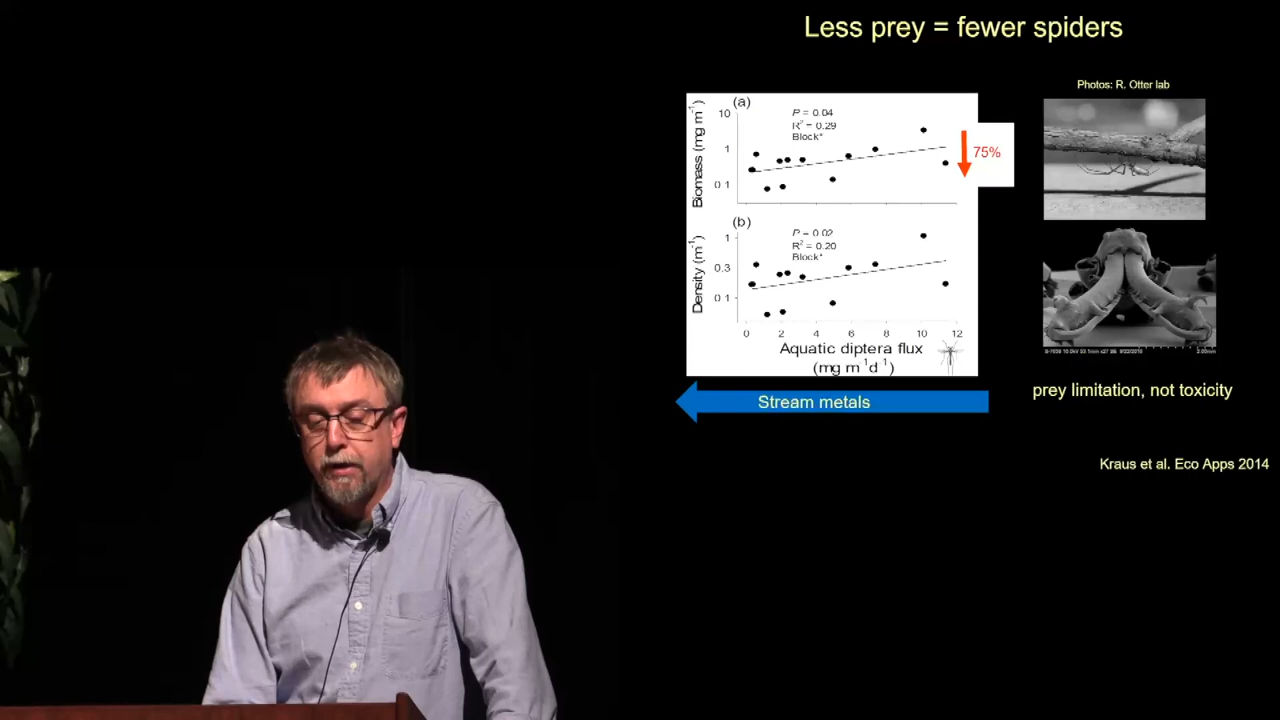 Less prey = fewer spiders
Photos: R. Otter lab
(a)
P = 0.04
R² = 0.29
Block*
10
1
0.1
Biomass (mg m⁻¹)
75%
(b)
P = 0.02
R² = 0.20
Block*
1
0.3
0.1
Density (m⁻¹)
0 2 4 6 8 10 12
Aquatic diptera flux
(mg m⁻¹d⁻¹)
Stream metals
prey limitation, not toxicity
Kraus et al. Eco Apps 2014